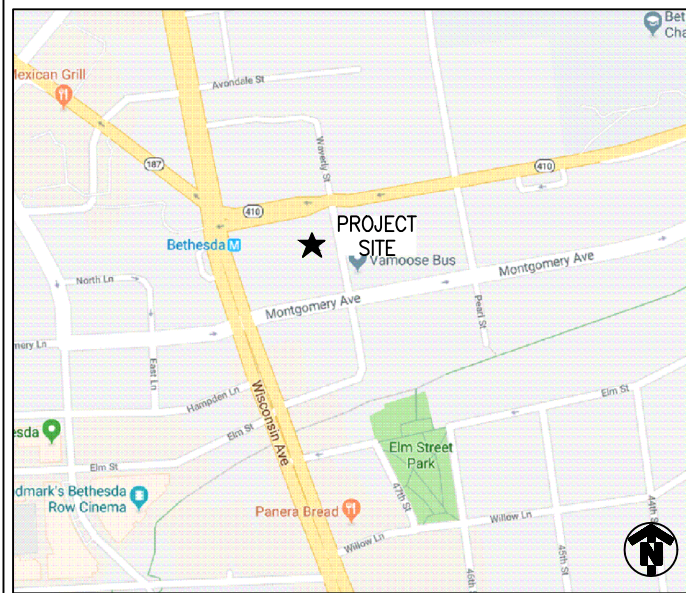 Bet
Cha
Mexican Grill
Avondale St
Waverly St
187
410
410
PROJECT
SITE
Bethesda M
Vamoose Bus
Montgomery Ave
North Ln
Montgomery Ave
Pearl St
mery Ln
East Ln
Hampden Ln
Wisconsin Ave
Elm St
esda
Elm St
Elm St
Elm Street
Park
dmark's Bethesda
Row Cinema
47th St
44th St
Panera Bread
Willow Ln
Willow Ln
46th St
45th St
N